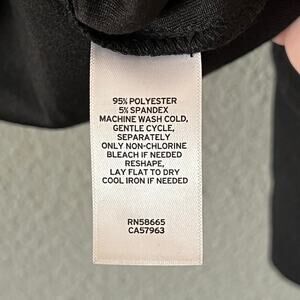 95% POLYESTER
5% SPANDEX
MACHINE WASH COLD,
GENTLE CYCLE,
SEPARATELY
ONLY NON-CHLORINE
BLEACH IF NEEDED
RESHAPE,
LAY FLAT TO DRY
COOL IRON IF NEEDED
RN58665
CA57963